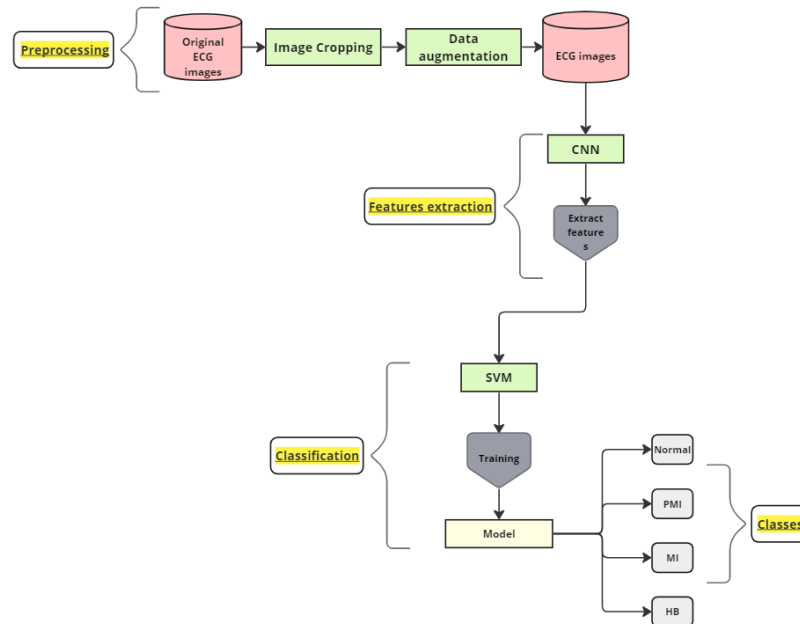 Preprocessing
Original
ECG
images
Image Cropping
Data
augmentation
ECG images
CNN
Features extraction
Extract
feature
s
SVM
Classification
Training
Model
Normal
PMI
MI
HB
Classes